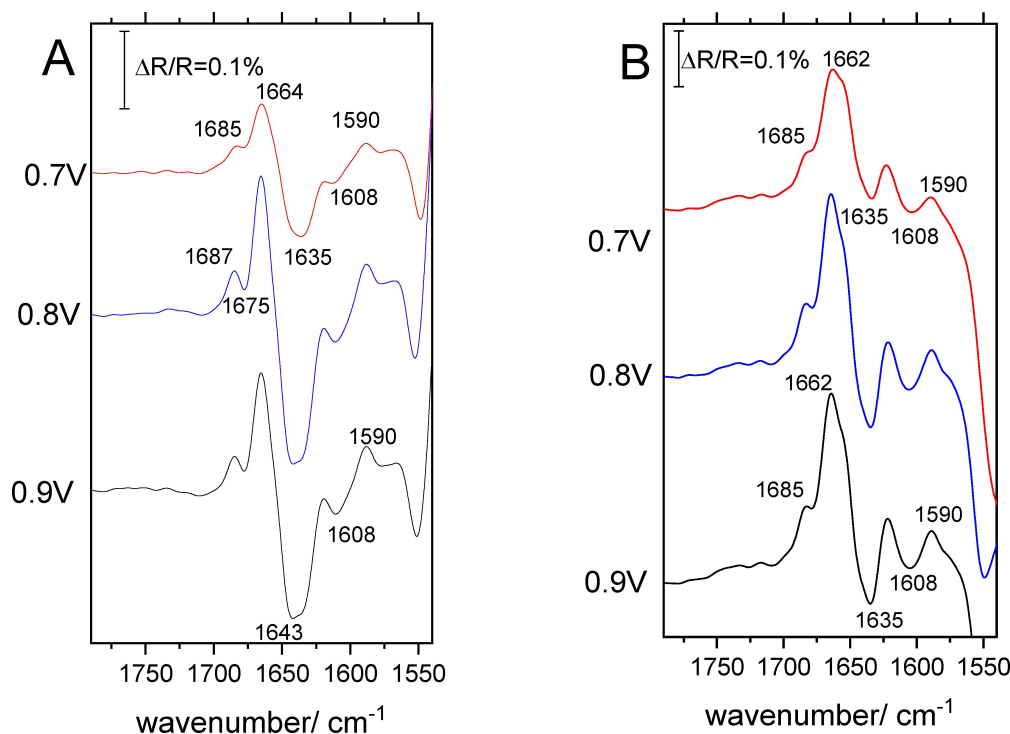 A
ΔR/R=0.1%
1664
1685
1590
0.7V
1608
1635
1687
1675
0.8V
1590
0.9V
1608
1643
1750 1700 1650 1600 1550
wavenumber/ cm-1
B
ΔR/R=0.1%
1662
1685
1590
0.7V
1635
1608
0.8V
1662
1685
1590
0.9V
1608
1635
1750 1700 1650 1600 1550
wavenumber/ cm-1